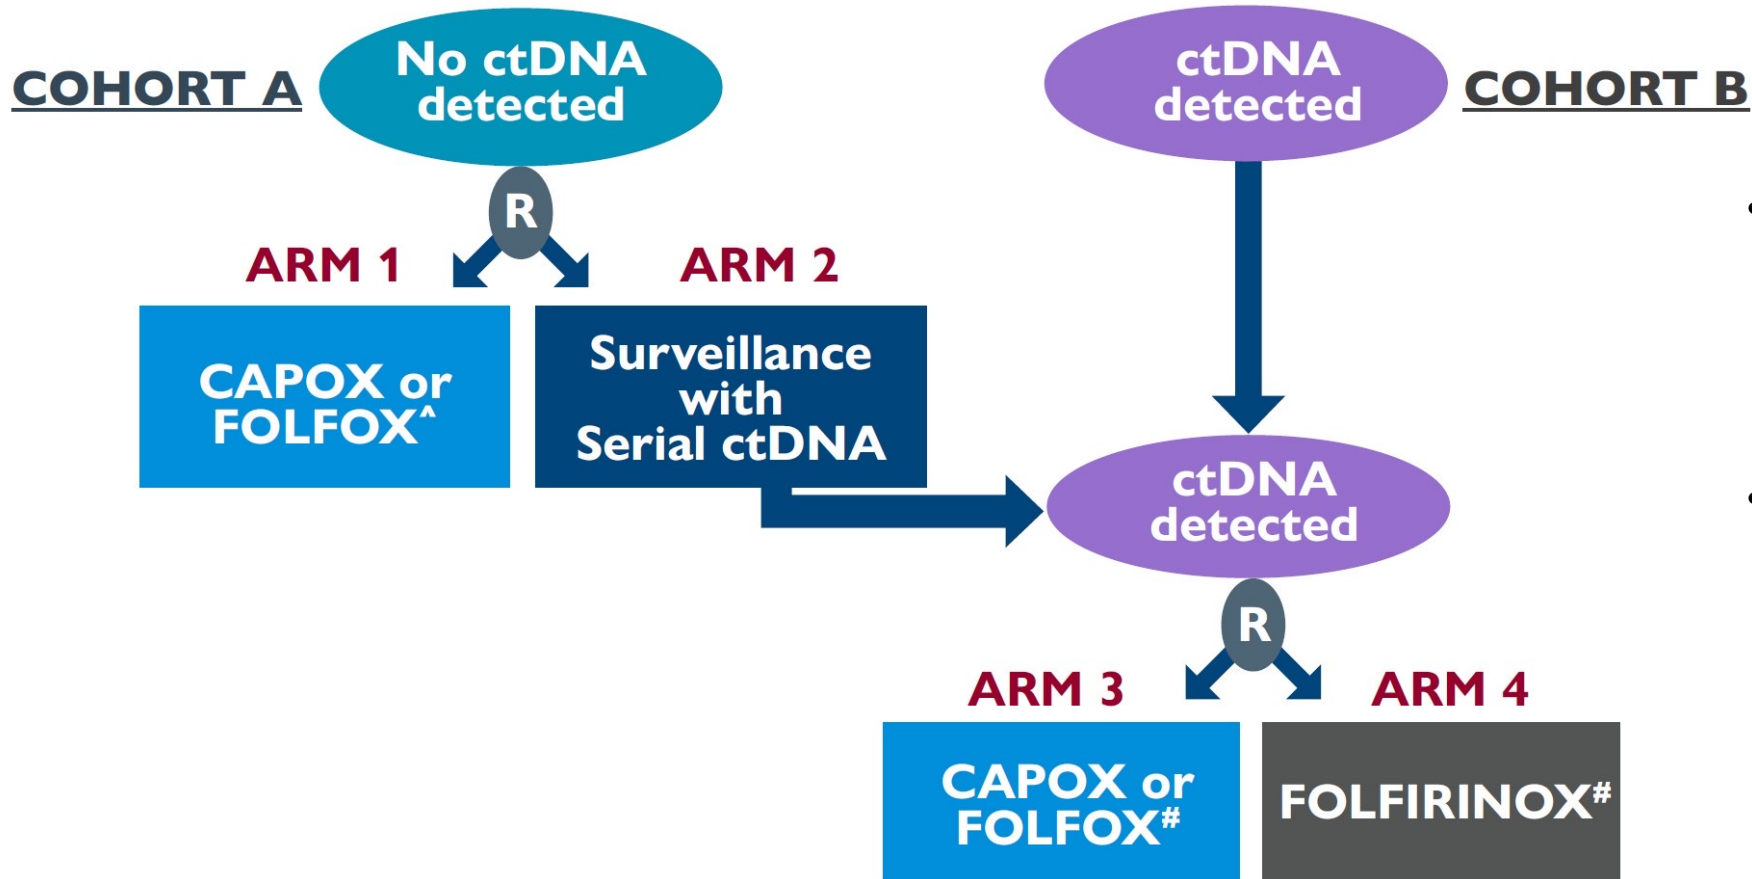 COHORT A
No ctDNA
detected
ctDNA
detected
COHORT B
R
ARM 1
ARM 2
CAPOX or
FOLFOX^
Surveillance
with
Serial ctDNA
•
•
ctDNA
detected
R
ARM 3
ARM 4
CAPOX or
FOLFOX#
FOLFIRINOX#